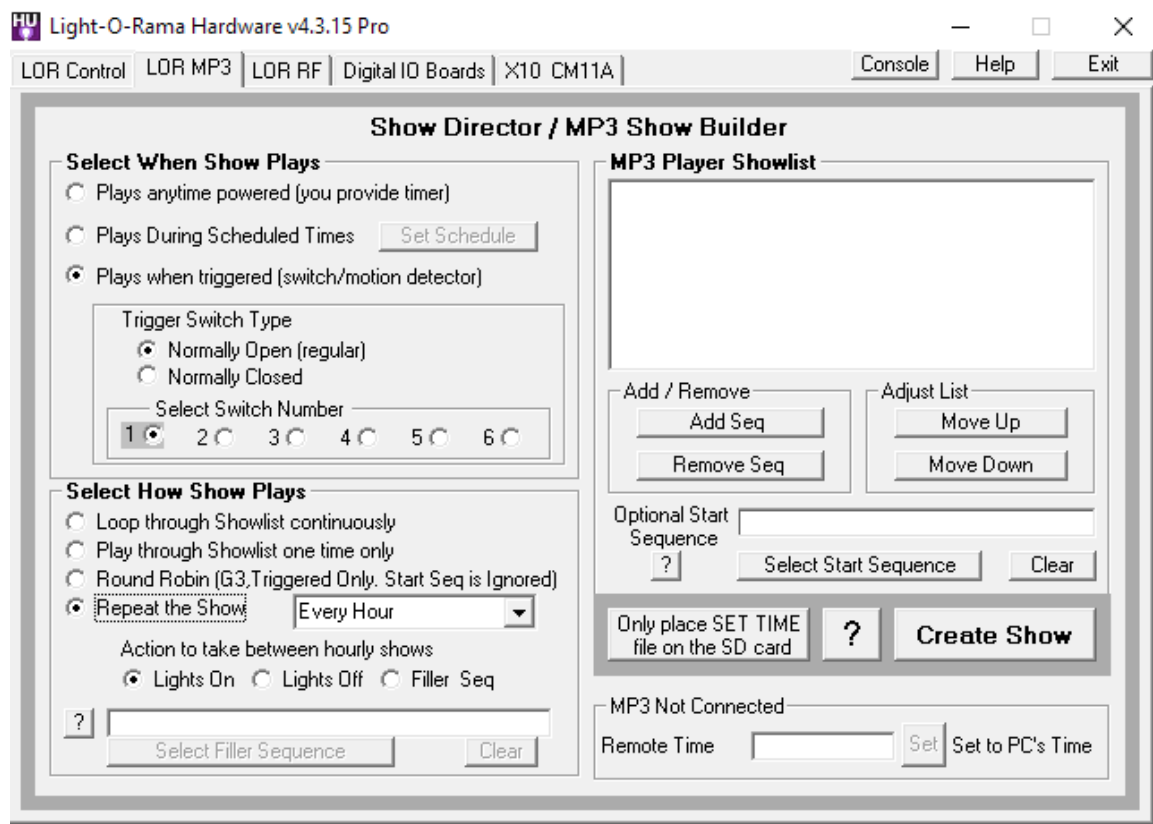 HU Light-O-Rama Hardware v4.3.15 Pro
LOR Control LOR MP3 LOR RF Digital IO Boards X10 CM11A Console Help Exit
Show Director / MP3 Show Builder
Select When Show Plays
Plays anytime powered (you provide timer)
Plays During Scheduled Times Set Schedule
Plays when triggered (switch/motion detector)
Trigger Switch Type
Normally Open (regular)
Normally Closed
Select Switch Number
1 2 3 4 5 6
Select How Show Plays
Loop through Showlist continuously
Play through Showlist one time only
Round Robin (G3,Triggered Only. Start Seq is Ignored)
Repeat the Show Every Hour
Action to take between hourly shows
Lights On Lights Off Filler Seq
?
Select Filler Sequence Clear
MP3 Player Showlist
Add / Remove
Add Seq
Remove Seq
Adjust List
Move Up
Move Down
Optional Start
Sequence
? Select Start Sequence Clear
Only place SET TIME
file on the SD card
?
Create Show
MP3 Not Connected
Remote Time Set Set to PC's Time